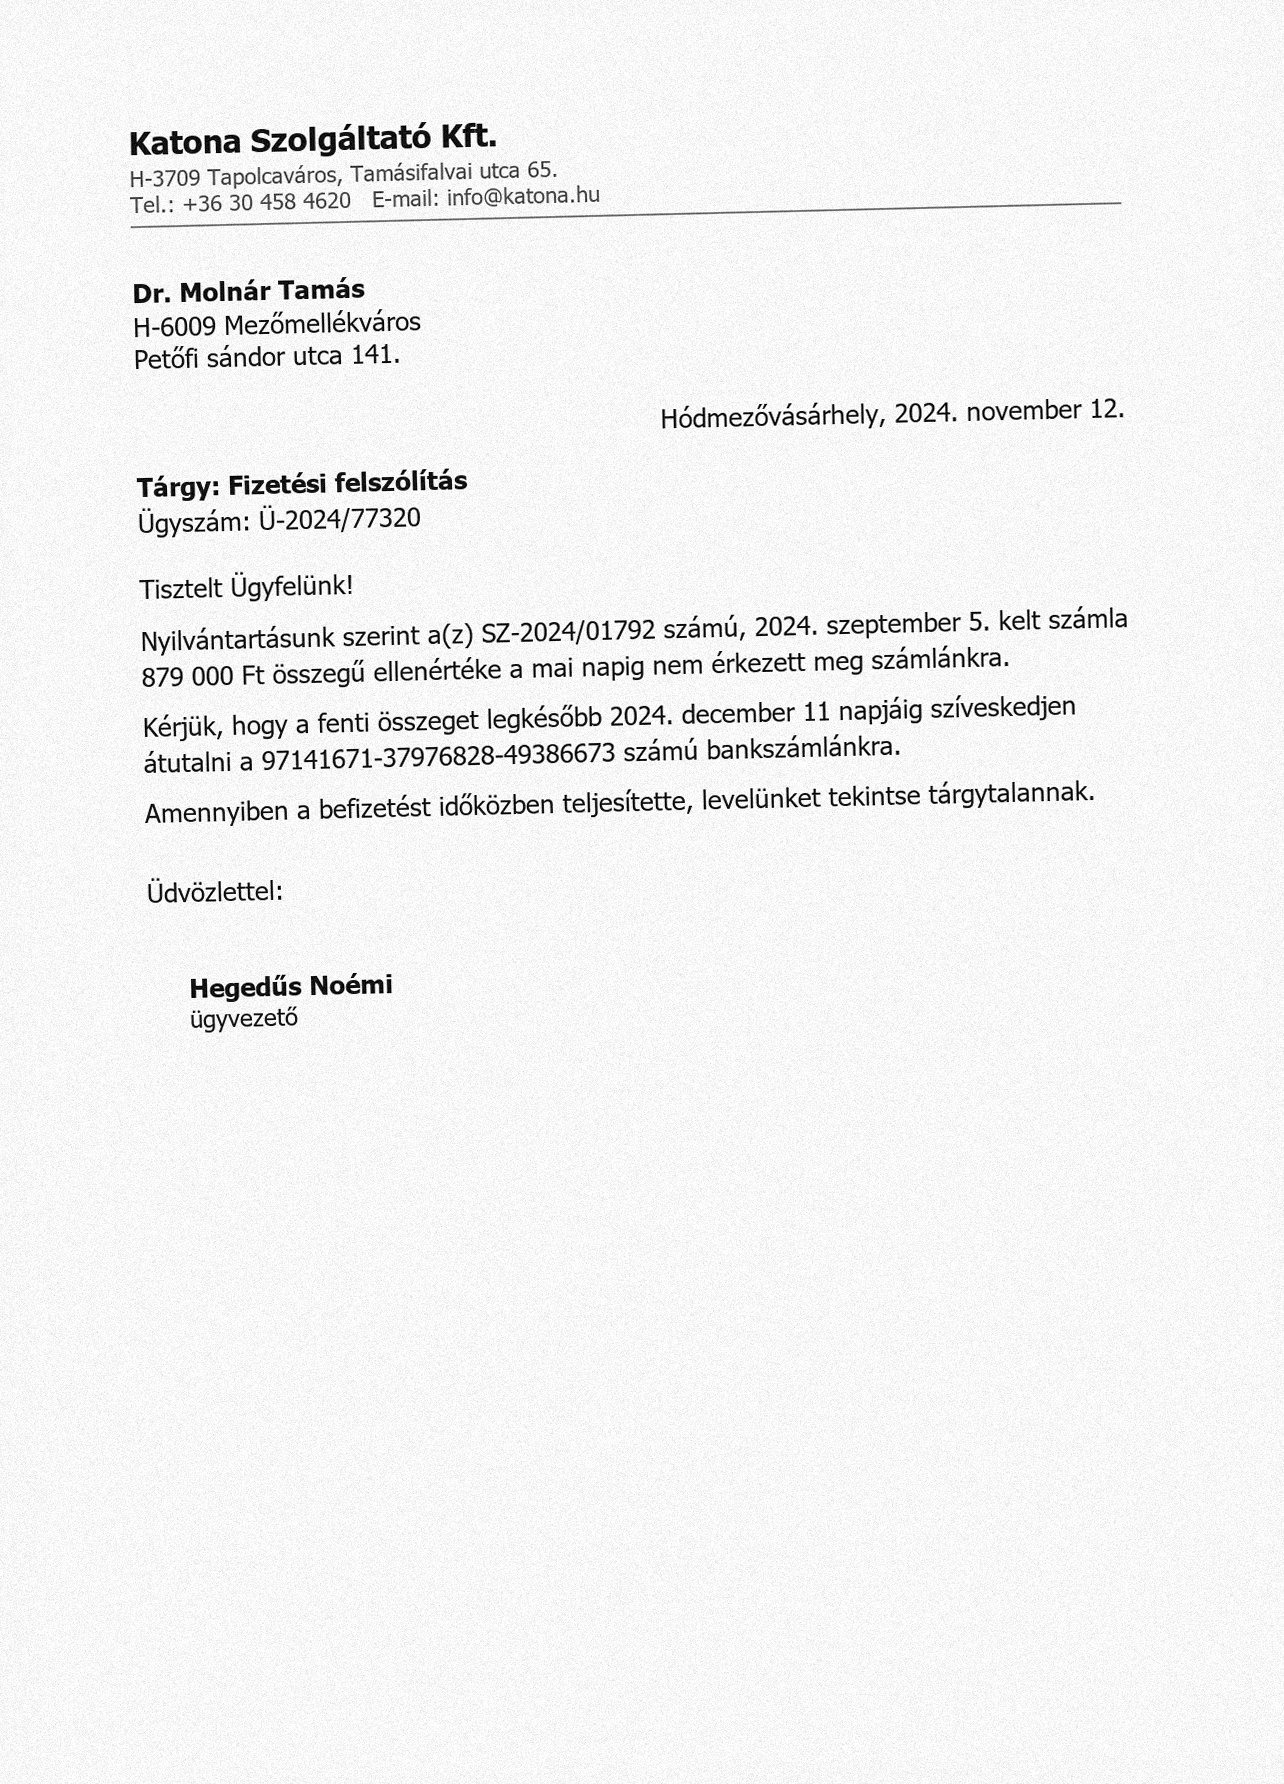 Katona Szolgáltató Kft.
H-3709 Tapolcaváros, Tamásifalvai utca 65.
Tel.: +36 30 458 4620 E-mail: info@katona.hu
Dr. Molnár Tamás
H-6009 Mezőmellékváros
Petőfi sándor utca 141.
Hódmezővásárhely, 2024. november 12.
Tárgy: Fizetési felszólítás
Ügyszám: Ü-2024/77320
Tisztelt Ügyfelünk!
Nyilvántartásunk szerint a(z) SZ-2024/01792 számú, 2024. szeptember 5. kelt számla
879 000 Ft összegű ellenértéke a mai napig nem érkezett meg számlánkra.
Kérjük, hogy a fenti összeget legkésőbb 2024. december 11 napjáig szíveskedjen
átutalni a 97141671-37976828-49386673 számú bankszámlánkra.
Amennyiben a befizetést időközben teljesítette, levelünket tekintse tárgytalannak.
Üdvözlettel:
Hegedűs Noémi
ügyvezető